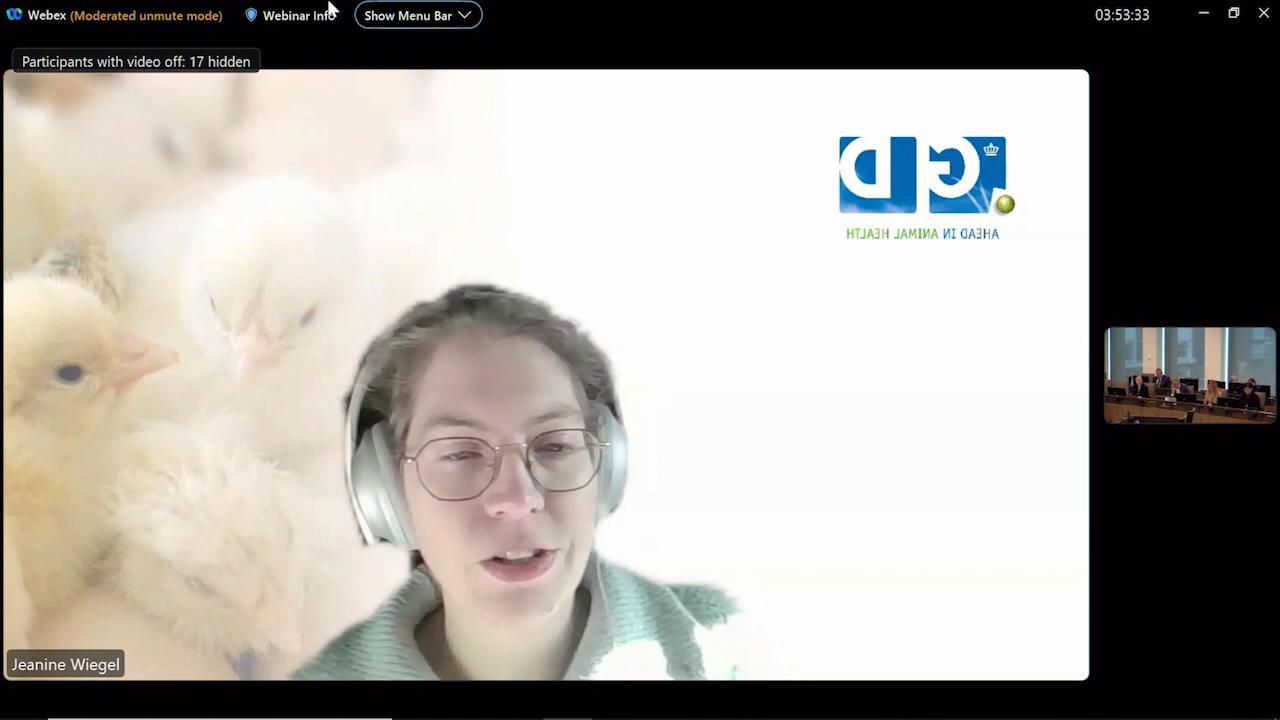 Webex (Moderated unmute mode)
Webinar Info
Show Menu Bar
03:53:33
Participants with video off: 17 hidden
GD
AHEAD IN ANIMAL HEALTH
Jeanine Wiegel